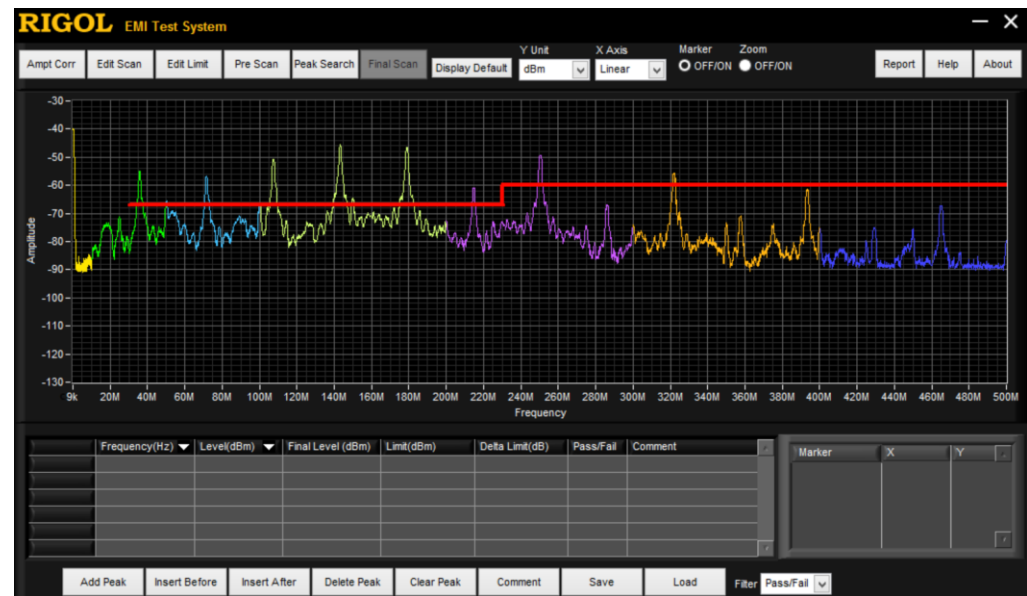 RIGOL EMI Test System
Y Unit X Axis Marker Zoom
Ampt Corr Edit Scan Edit Limit Pre Scan Peak Search Final Scan Display Default dBm Linear OFF/ON OFF/ON Report Help About
-30
-40
-50
-60
-70
-80
-90
-100
-110
-120
-130
Amplitude
9k 20M 40M 60M 80M 100M 120M 140M 160M 180M 200M 220M 240M 260M 280M 300M 320M 340M 360M 380M 400M 420M 440M 460M 480M 500M
Frequency
Frequency(Hz) Level(dBm) Final Level (dBm) Limit(dBm) Delta Limit(dB) Pass/Fail Comment
Marker X Y
Add Peak Insert Before Insert After Delete Peak Clear Peak Comment Save Load Filter Pass/Fail